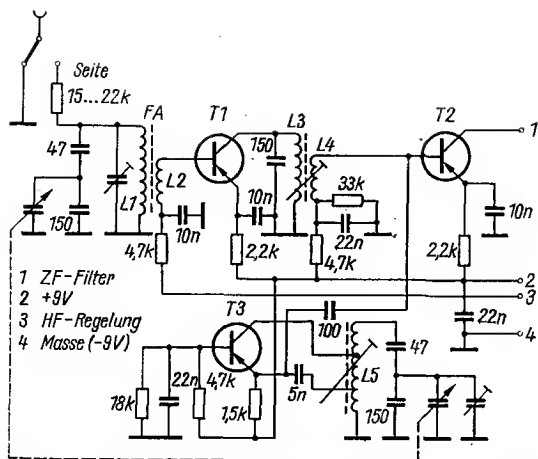 Seite
15...22k
FA
T1
L3
L4
T2
1
47
150
L1
L2
150
10n
10n
33k
22n
10n
150
4,7k
2,2k
4,7k
2,2k
2
3
1 ZF-Filter
2 +9V
3 HF-Regelung
4 Masse (-9V)
T3
100
22n
4
47
18k
22n
4,7k
1,5k
5n
L5
150